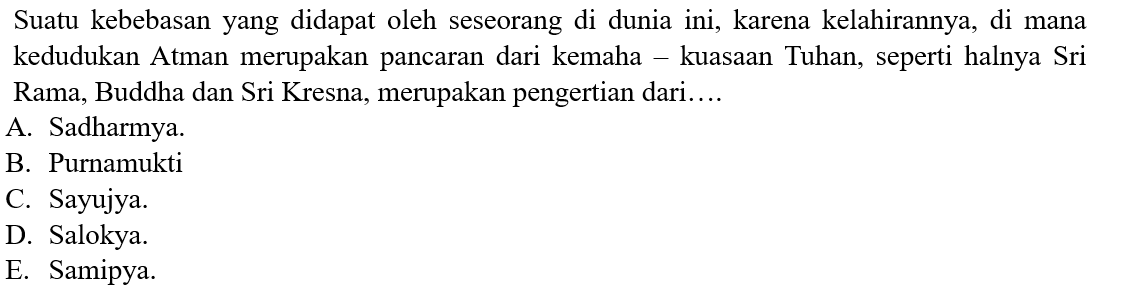 Suatu kebebasan yang didapat oleh seseorang di dunia ini, karena kelahirannya, di mana
kedudukan Atman merupakan pancaran dari kemaha – kuasaan Tuhan, seperti halnya Sri
Rama, Buddha dan Sri Kresna, merupakan pengertian dari….
A. Sadharmya.
B. Purnamukti
C. Sayujya.
D. Salokya.
E. Samipya.